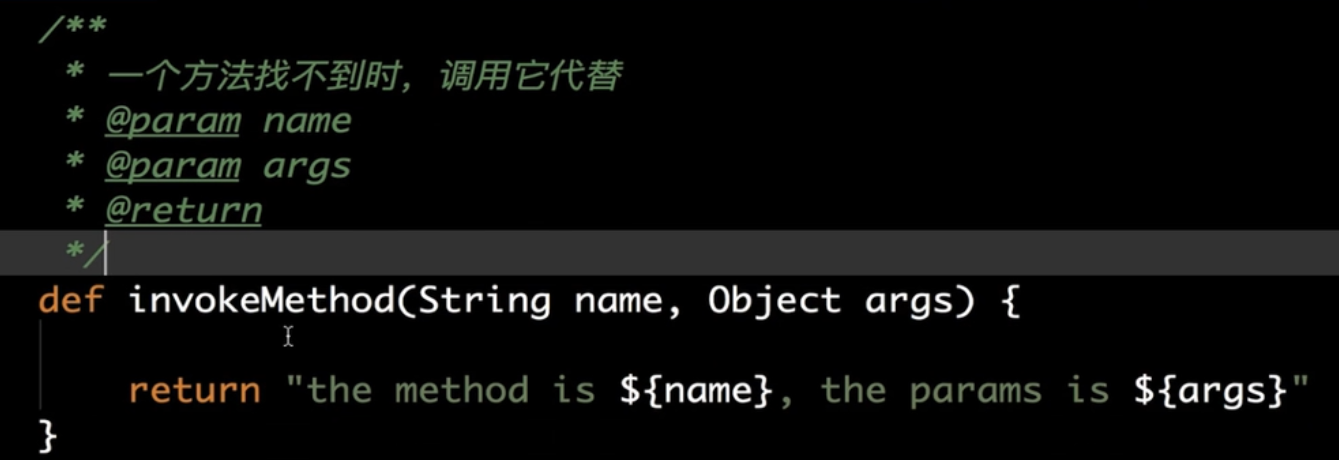 /**
 * 一个方法找不到时，调用它代替
 * @param name
 * @param args
 * @return
 */
def invokeMethod(String name, Object args) {
    return "the method is ${name}, the params is ${args}"
}